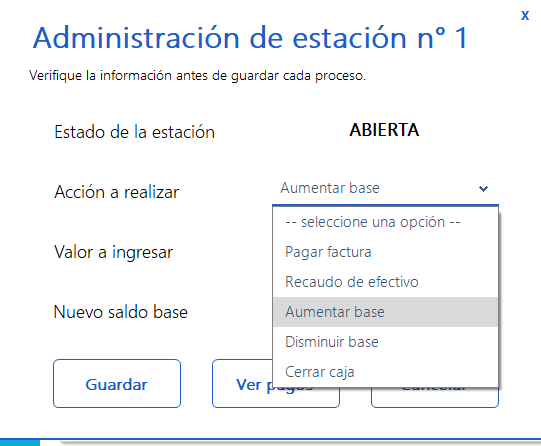 x
Administración de estación n° 1
Verifique la información antes de guardar cada proceso.
Estado de la estación ABIERTA
Acción a realizar Aumentar base
-- seleccione una opción --
Valor a ingresar Pagar factura
Recaudo de efectivo
Nuevo saldo base Aumentar base
Disminuir base
Cerrar caja
Guardar Ver pagos Cancelar